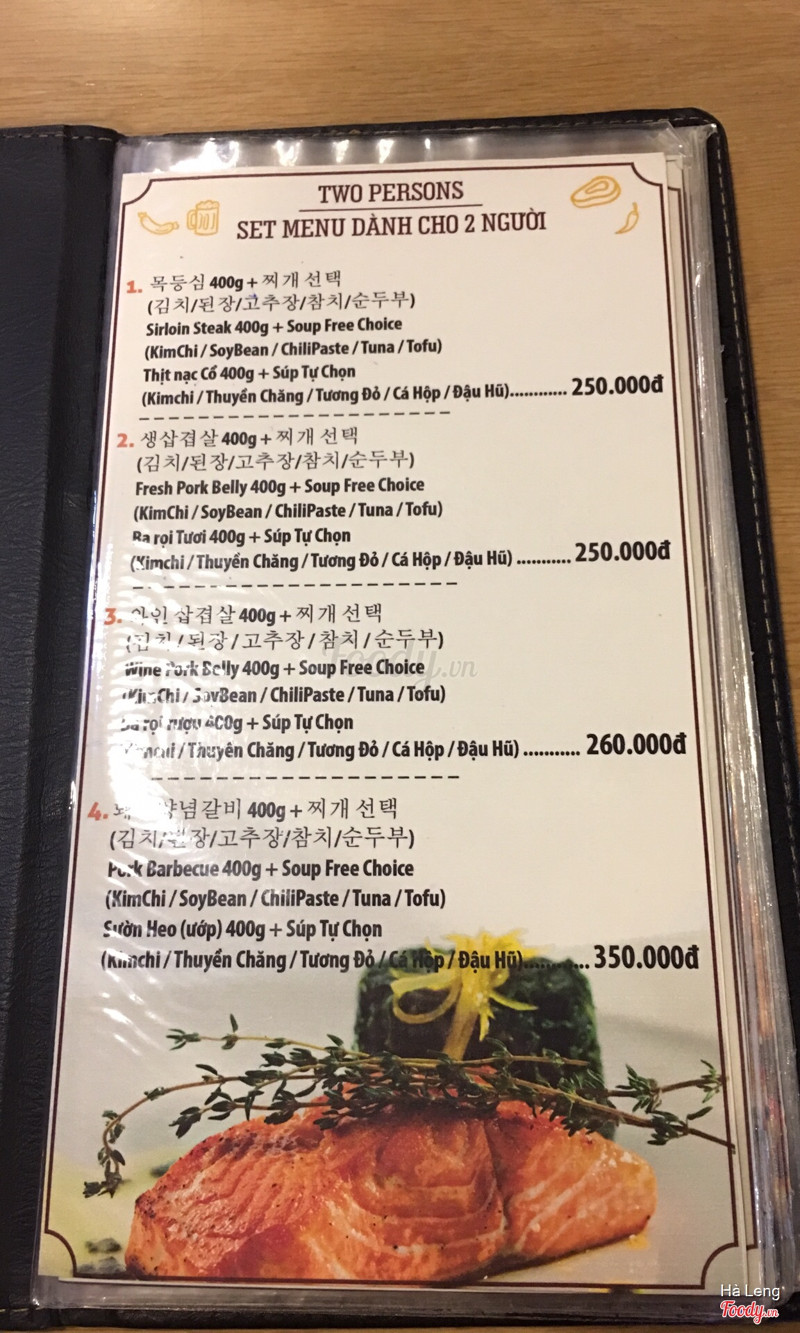 TWO PERSONS
SET MENU DÀNH CHO 2 NGƯỜI
1. 목등심 400g + 찌개 선택
(김치/된장/고추장/참치/순두부)
Sirloin Steak 400g + Soup Free Choice
(KimChi / SoyBean / ChiliPaste / Tuna / Tofu)
Thịt nạc Cổ 400g + Súp Tự Chọn
(Kimchi / Thuyền Chăng / Tương Đỏ / Cá Hộp / Đậu Hũ)............ 250.000đ
2. 생삽겹살 400g + 찌개 선택
(김치/된장/고추장/참치/순두부)
Fresh Pork Belly 400g + Soup Free Choice
(KimChi / SoyBean / ChiliPaste / Tuna / Tofu)
Ba rọi Tươi 400g + Súp Tự Chọn
(Kimchi / Thuyền Chăng / Tương Đỏ / Cá Hộp / Đậu Hũ) ........... 250.000đ
3. 와인 삽겹살 400g + 찌개 선택
(김치 / 된장 / 고추장 / 참치 / 순두부)
Wine Pork Belly 400g + Soup Free Choice
(KimChi / SoyBean / ChiliPaste / Tuna / Tofu)
Ba rọi rượu 400g + Súp Tự Chọn
(Kimchi / Thuyền Chăng / Tương Đỏ / Cá Hộp / Đậu Hũ) ........... 260.000đ
4. 양념갈비 400g + 찌개 선택
(김치/된장/고추장/참치/순두부)
Pork Barbecue 400g + Soup Free Choice
(KimChi / SoyBean / ChiliPaste / Tuna / Tofu)
Sườn Heo (ướp) 400g + Súp Tự Chọn
(Kimchi / Thuyền Chăng / Tương Đỏ / Cá Hộp / Đậu Hũ)............ 350.000đ
Foody.vn
Hà Leng
Foody.vn